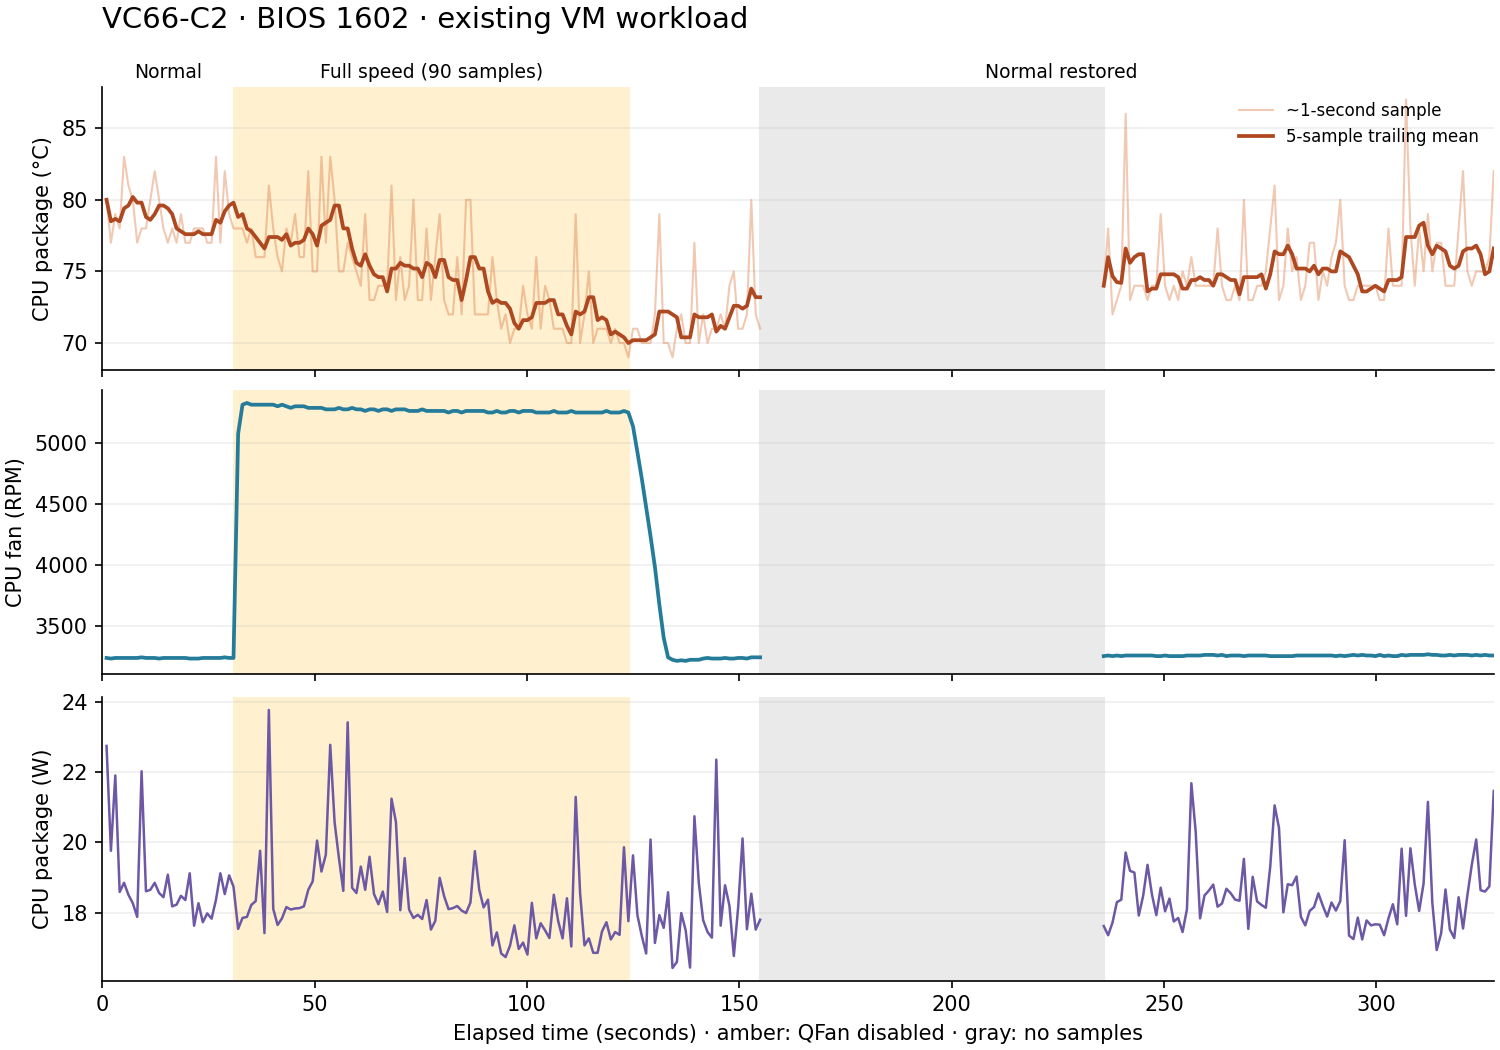 VC66-C2 · BIOS 1602 · existing VM workload
Normal
Full speed (90 samples)
Normal restored
~1-second sample
5-sample trailing mean
CPU package (°C)
85
80
75
70
CPU fan (RPM)
5000
4500
4000
3500
CPU package (W)
24
22
20
18
0 50 100 150 200 250 300
Elapsed time (seconds) · amber: QFan disabled · gray: no samples